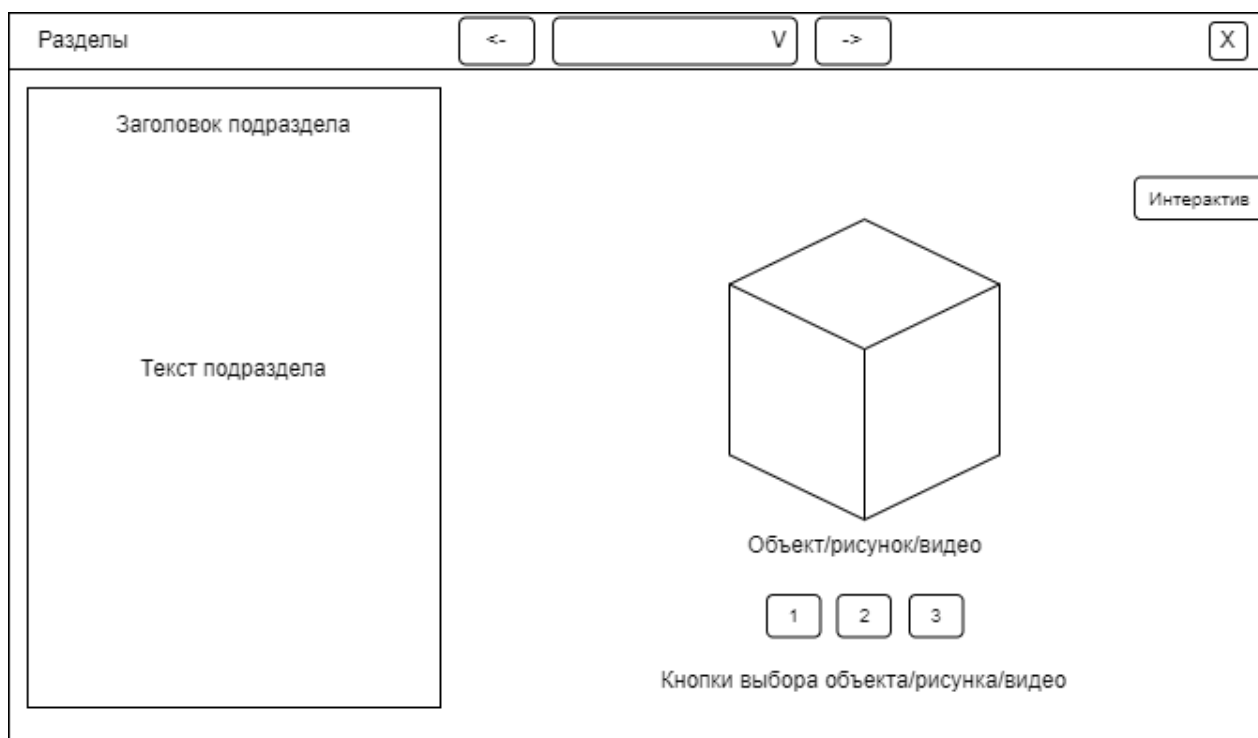 Разделы
<-
V
->
X
Заголовок подраздела
Интерактив
Текст подраздела
Объект/рисунок/видео
1
2
3
Кнопки выбора объекта/рисунка/видео